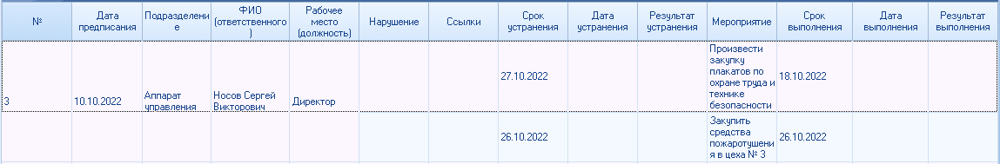 №
Дата
предписания
Подразделени
е
ФИО
(ответственного
)
Рабочее
место
(должность)
Нарушение
Ссылки
Срок
устранения
Дата
устранения
Результат
устранения
Мероприятие
Срок
выполнения
Дата
выполнения
Результат
выполнения
3
10.10.2022
Аппарат
управления
Носов Сергей
Викторович
Директор
27.10.2022
Произвести
закупку
плакатов по
охране труда и
технике
безопасности
18.10.2022
26.10.2022
Закупить
средства
пожаротушени
я в цеха № 3
26.10.2022